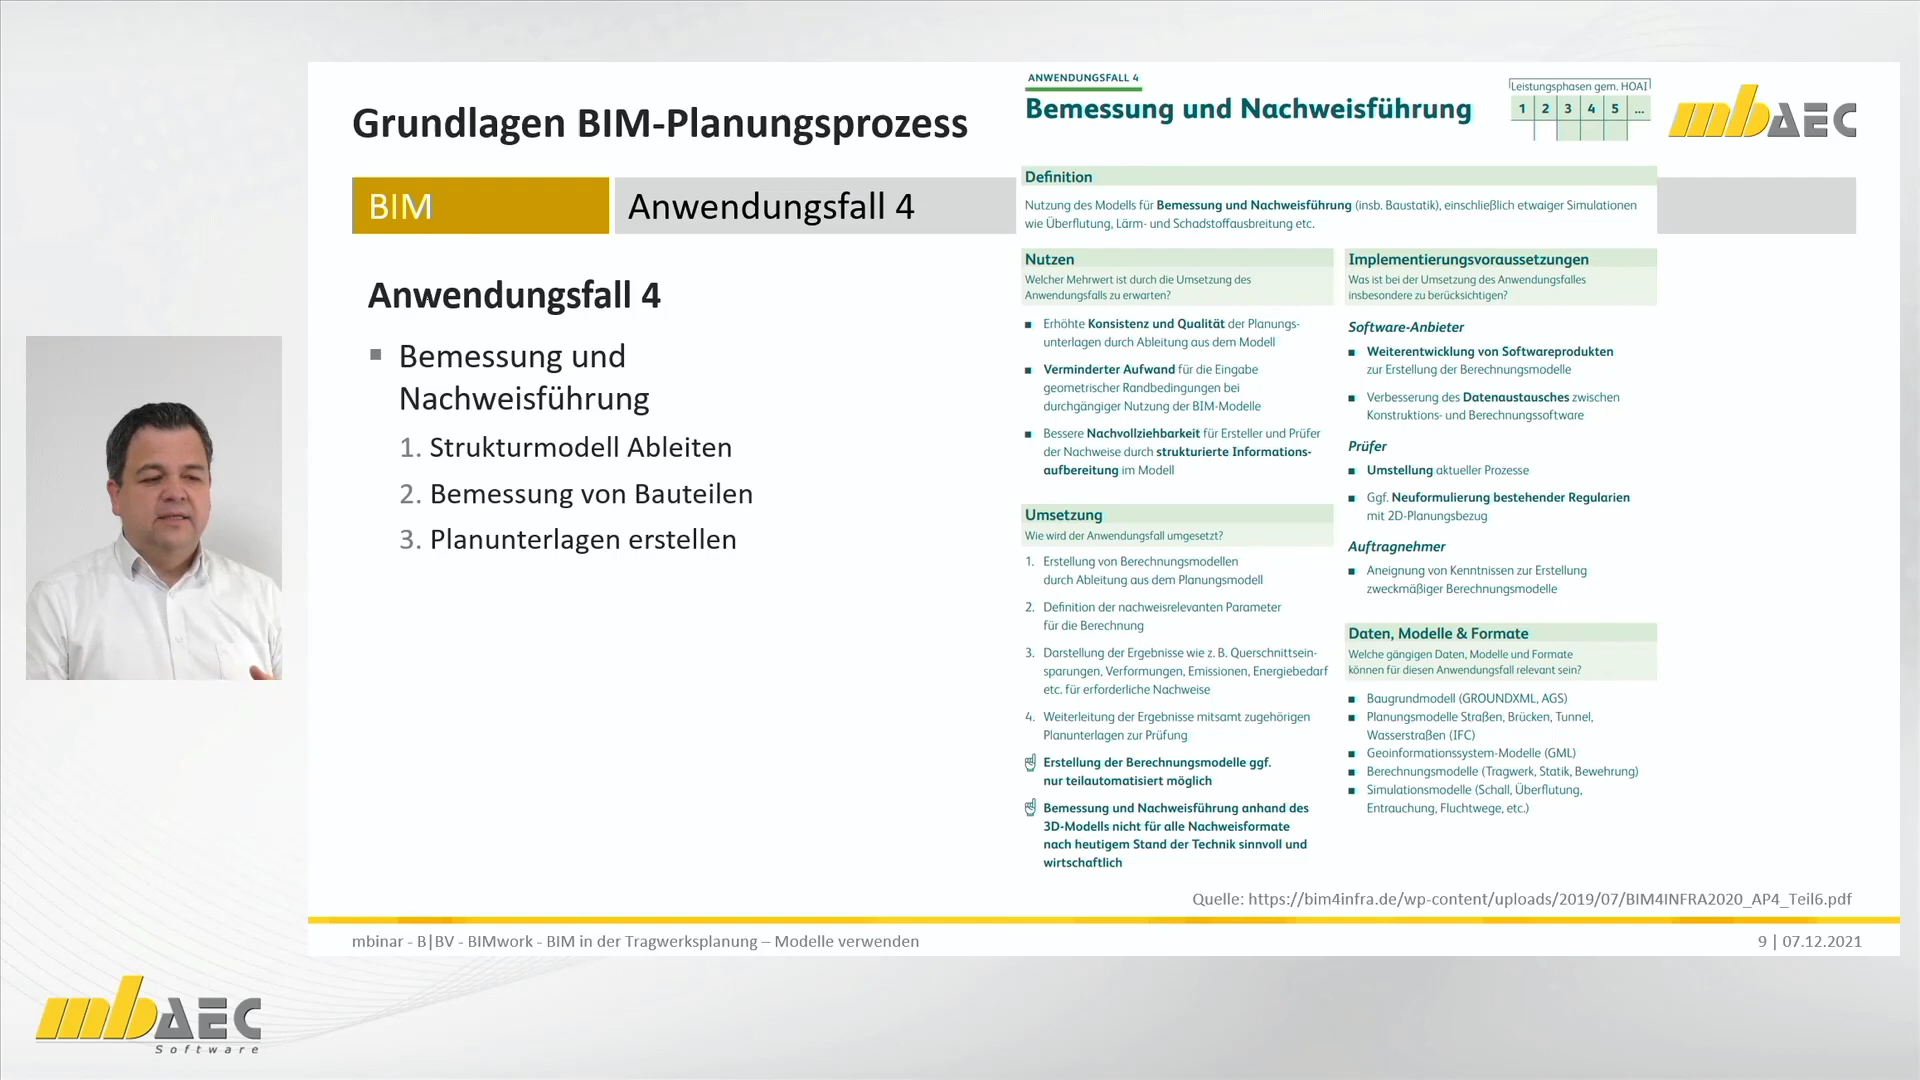 Grundlagen BIM-Planungsprozess
BIM
Anwendungsfall 4
Anwendungsfall 4
Bemessung und
Nachweisführung
1. Strukturmodell Ableiten
2. Bemessung von Bauteilen
3. Planunterlagen erstellen
ANWENDUNGSFALL 4
Bemessung und Nachweisführung
Leistungsphasen gem. HOAI
1 2 3 4 5 ...
mbAEC
Definition
Nutzung des Modells für Bemessung und Nachweisführung (insb. Baustatik), einschließlich etwaiger Simulationen
wie Überflutung, Lärm- und Schadstoffausbreitung etc.
Nutzen
Welcher Mehrwert ist durch die Umsetzung des
Anwendungsfalls zu erwarten?
Erhöhte Konsistenz und Qualität der Planungs-
unterlagen durch Ableitung aus dem Modell
Verminderter Aufwand für die Eingabe
geometrischer Randbedingungen bei
durchgängiger Nutzung der BIM-Modelle
Bessere Nachvollziehbarkeit für Ersteller und Prüfer
der Nachweise durch strukturierte Informations-
aufbereitung im Modell
Umsetzung
Wie wird der Anwendungsfall umgesetzt?
1. Erstellung von Berechnungsmodellen
durch Ableitung aus dem Planungsmodell
2. Definition der nachweisrelevanten Parameter
für die Berechnung
3. Darstellung der Ergebnisse wie z. B. Querschnittsein-
sparungen, Verformungen, Emissionen, Energiebedarf
etc. für erforderliche Nachweise
4. Weiterleitung der Ergebnisse mitsamt zugehörigen
Planunterlagen zur Prüfung
Erstellung der Berechnungsmodelle ggf.
nur teilautomatisiert möglich
Bemessung und Nachweisführung anhand des
3D-Modells nicht für alle Nachweisformate
nach heutigem Stand der Technik sinnvoll und
wirtschaftlich
Implementierungsvoraussetzungen
Was ist bei der Umsetzung des Anwendungsfalles
insbesondere zu berücksichtigen?
Software-Anbieter
Weiterentwicklung von Softwareprodukten
zur Erstellung der Berechnungsmodelle
Verbesserung des Datenaustausches zwischen
Konstruktions- und Berechnungssoftware
Prüfer
Umstellung aktueller Prozesse
Ggf. Neuformulierung bestehender Regularien
mit 2D-Planungsbezug
Auftragnehmer
Aneignung von Kenntnissen zur Erstellung
zweckmäßiger Berechnungsmodelle
Daten, Modelle & Formate
Welche gängigen Daten, Modelle und Formate
können für diesen Anwendungsfall relevant sein?
Baugrundmodell (GROUNDXML, AGS)
Planungsmodelle Straßen, Brücken, Tunnel,
Wasserstraßen (IFC)
Geoinformationssystem-Modelle (GML)
Berechnungsmodelle (Tragwerk, Statik, Bewehrung)
Simulationsmodelle (Schall, Überflutung,
Entrauchung, Fluchtwege, etc.)
Quelle: https://bim4infra.de/wp-content/uploads/2019/07/BIM4INFRA2020_AP4_Teil6.pdf
mbinar - B|BV - BIMwork - BIM in der Tragwerksplanung – Modelle verwenden
9 | 07.12.2021
mbAEC
Software